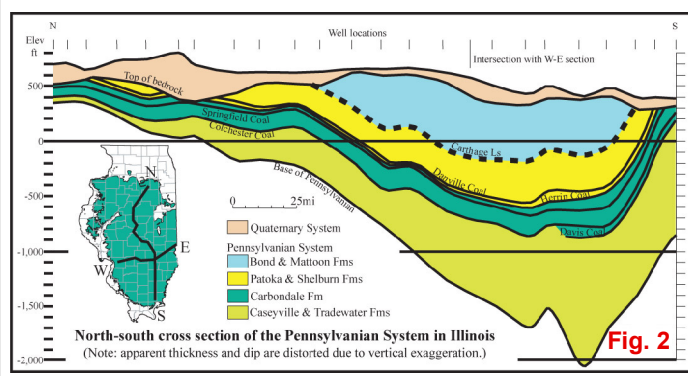 N
Well locations
S
Elev
ft
Intersection with W-E section
500
Top of bedrock
Springfield Coal
Colchester Coal
0
Carthage Ls
Base of Pennsylvanian
Danville Coal
Herrin Coal
Davis Coal
-500
-1,000
-1,500
-2,000
N
E
W
S
0 25mi
Quaternary System
Pennsylvanian System
Bond & Mattoon Fms
Patoka & Shelburn Fms
Carbondale Fm
Caseyville & Tradewater Fms
North-south cross section of the Pennsylvanian System in Illinois
(Note: apparent thickness and dip are distorted due to vertical exaggeration.)
Fig. 2